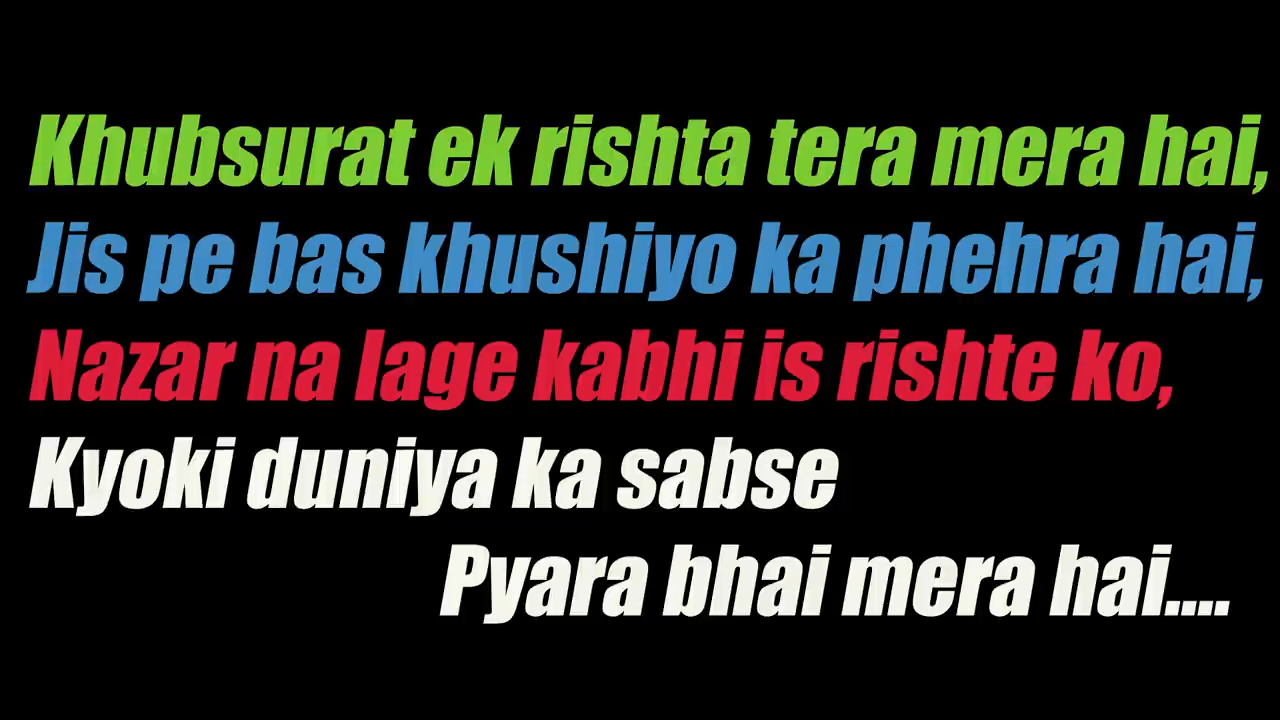 Khubsurat ek rishta tera mera hai,
Jis pe bas khushiyo ka phehra hai,
Nazar na lage kabhi is rishte ko,
Kyoki duniya ka sabse
Pyara bhai mera hai....